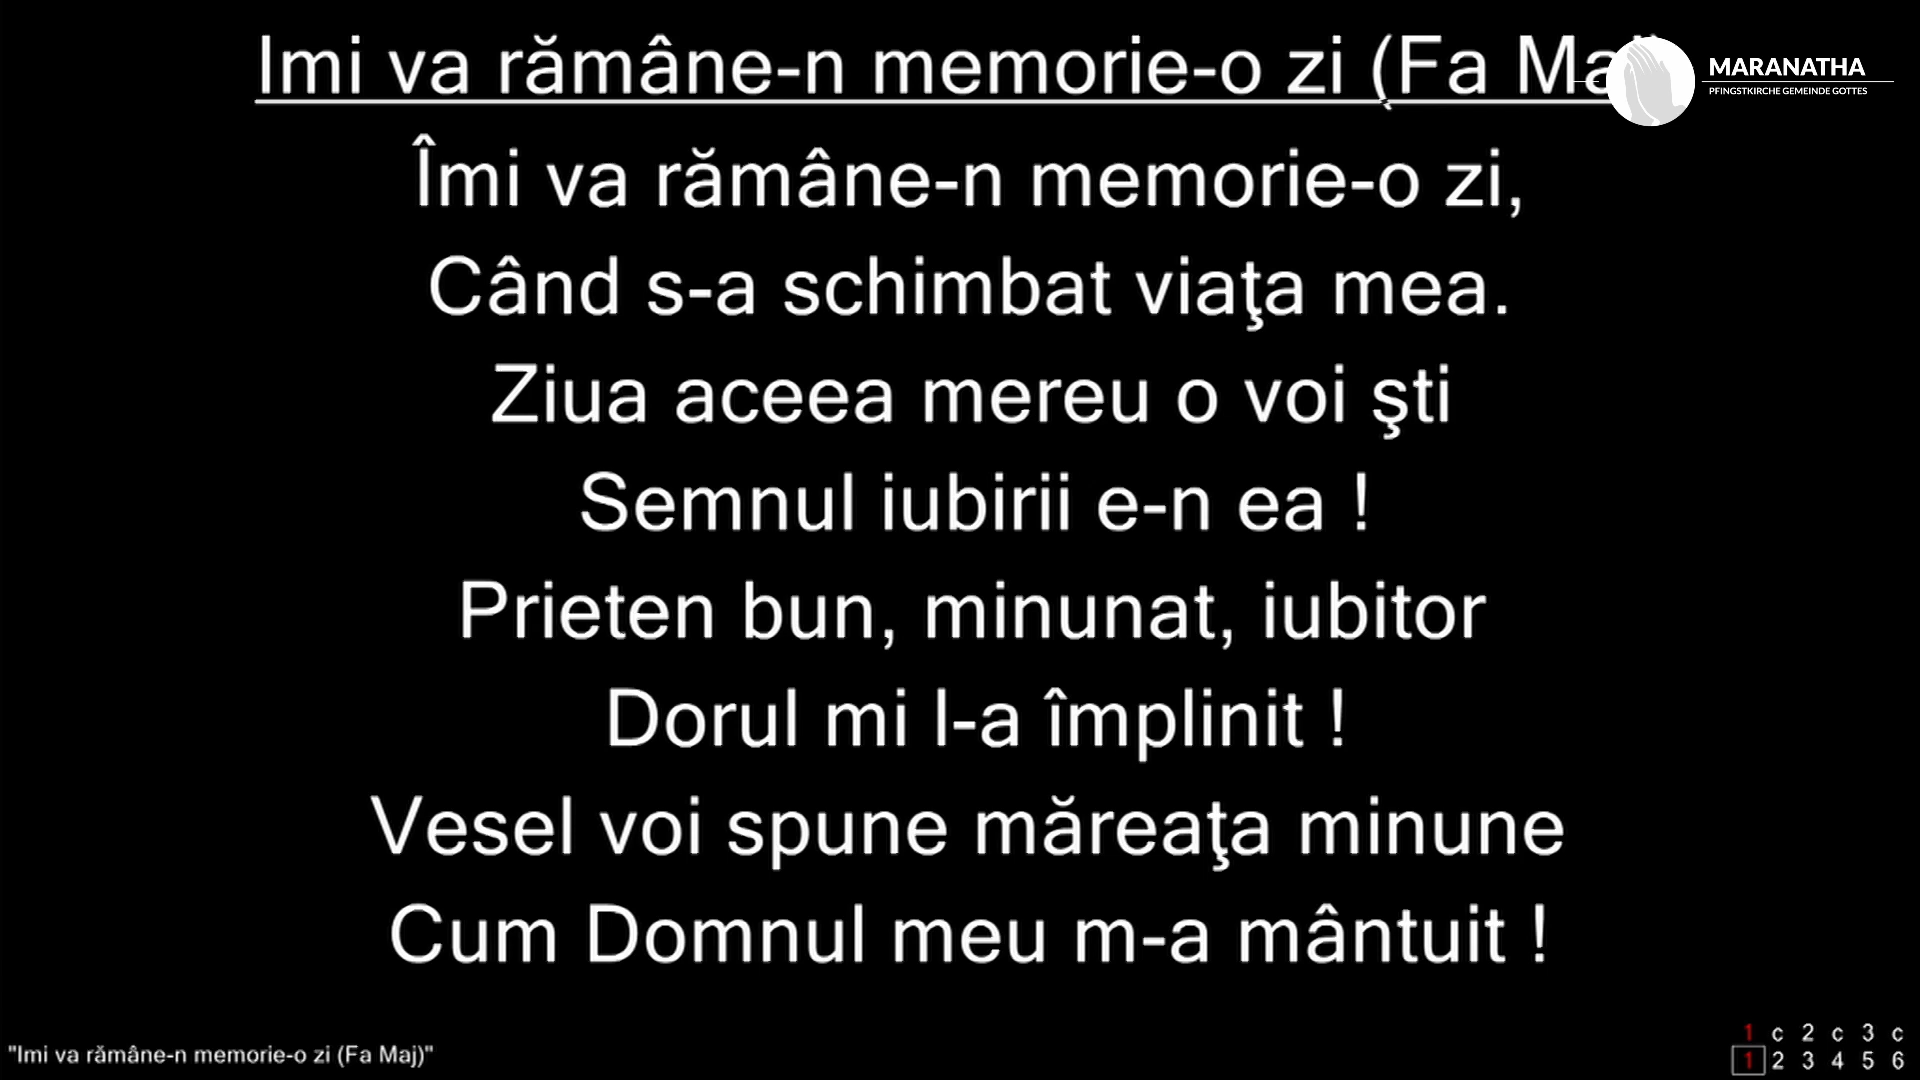 Imi va rămâne-n memorie-o zi (Fa Maj)
MARANATHA
PFINGSTKIRCHE GEMEINDE GOTTES
Îmi va rămâne-n memorie-o zi,
Când s-a schimbat viaţa mea.
Ziua aceea mereu o voi şti
Semnul iubirii e-n ea !
Prieten bun, minunat, iubitor
Dorul mi l-a împlinit !
Vesel voi spune măreaţa minune
Cum Domnul meu m-a mântuit !
"Imi va rămâne-n memorie-o zi (Fa Maj)"
1 c 2 c 3 c
1 2 3 4 5 6